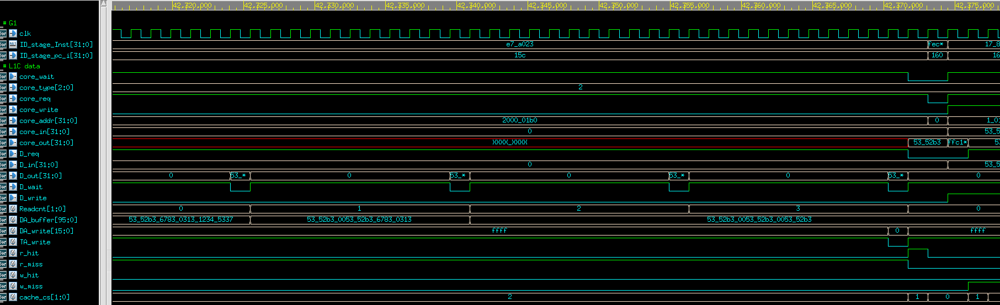 42,320,000 42,325,000 42,330,000 42,335,000 42,340,000 42,345,000 42,350,000 42,355,000 42,360,000 42,365,000 42,370,000 42,375,000
= G1
clk
ID_stage_Inst[31:0] e7_a023 fec* 17_8
ID_stage_pc_i[31:0] 15c 160 16
= L1C data
core_wait
core_type[2:0] 2
core_req
core_write
core_addr[31:0] 2000_01b0 0 1_01
core_in[31:0] 0 53_5
core_out[31:0] XXXX_XXXX 53_52b3 ffc1* 53
D_req
D_in[31:0] 0 53_5
D_out[31:0] 0 53_* 0 53_* 0 53_* 0 53_* 0
D_wait
D_write
Readcnt[1:0] 0 1 2 3 0
DA_buffer[95:0] 53_52b3_6783_0313_1234_5337 53_52b3_0053_52b3_6783_0313 53_52b3_0053_52b3_0053_52b3
DA_write[15:0] ffff 0 ffff
TA_write
r_hit
r_miss
w_hit
w_miss
cache_cs[1:0] 2 1 0 1